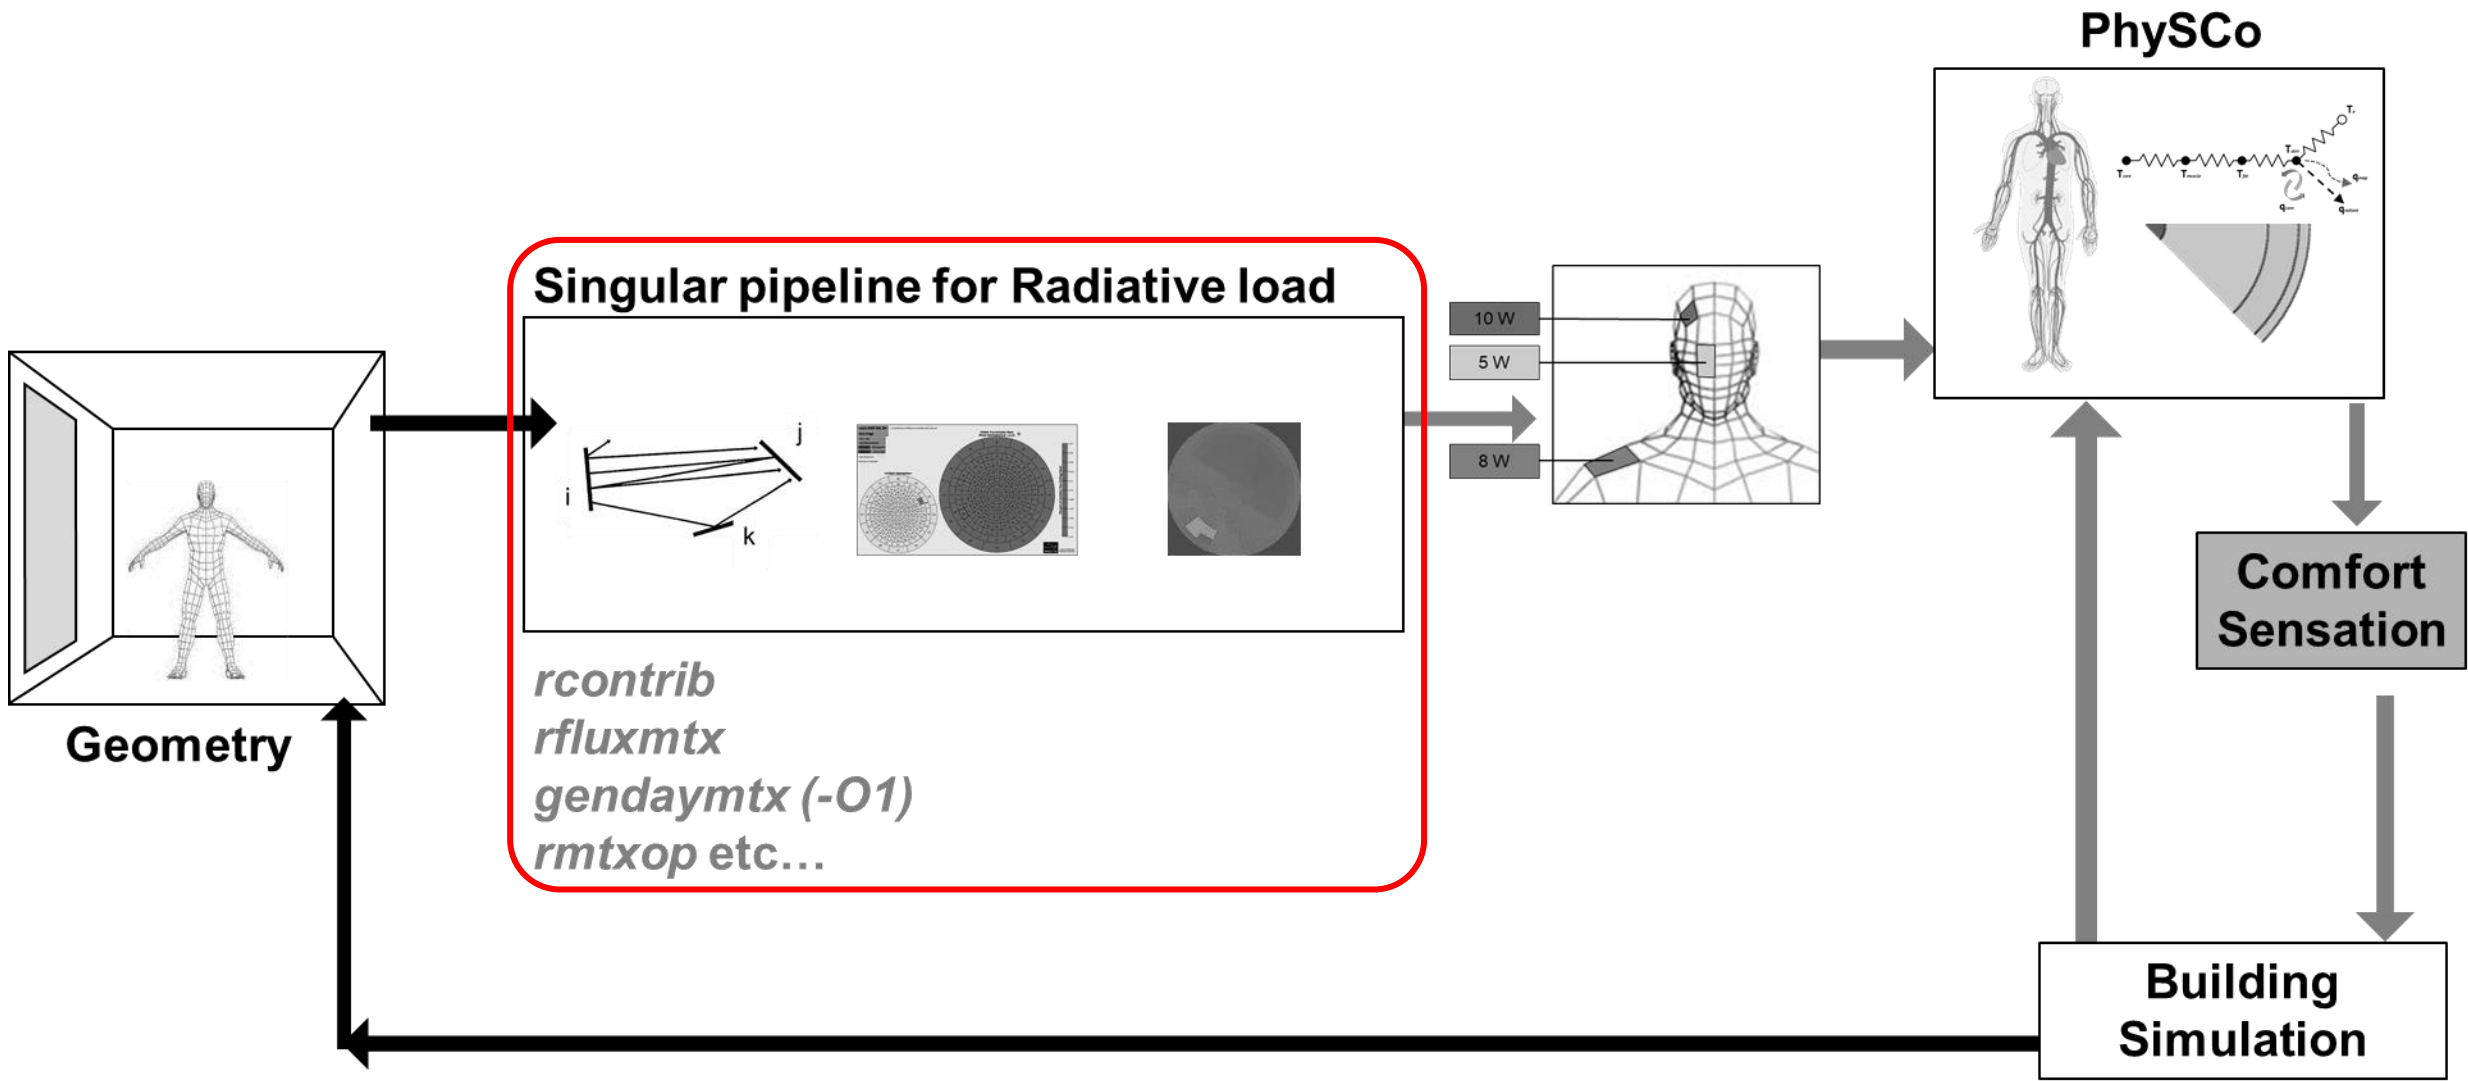 PhySCo
Singular pipeline for Radiative load
10 W
5 W
8 W
i
j
k
rcontrib
rfluxmtx
gendaymtx (-O1)
rmtxop etc…
Geometry
Comfort
Sensation
Building
Simulation